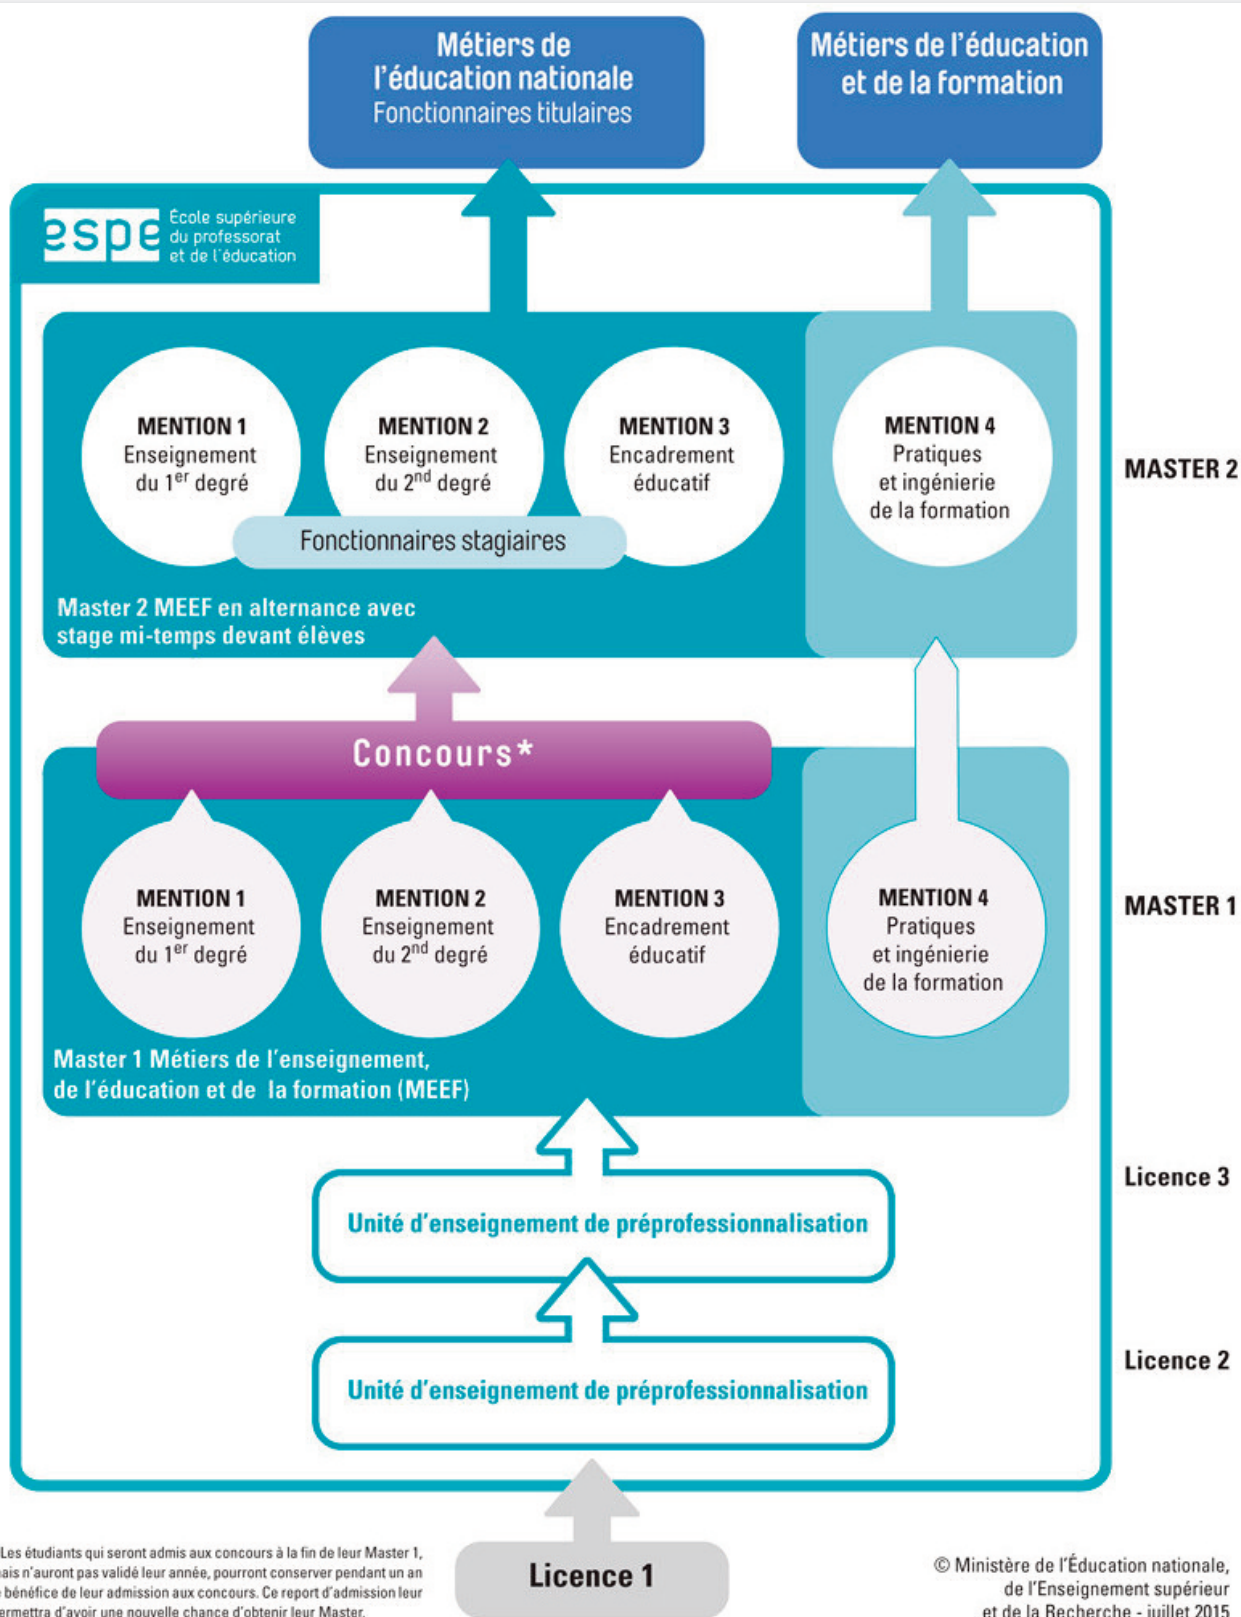 Métiers de
l'éducation nationale
Fonctionnaires titulaires
Métiers de l'éducation
et de la formation
espe
École supérieure
du professorat
et de l'éducation
MENTION 1
Enseignement
du 1er degré
MENTION 2
Enseignement
du 2nd degré
MENTION 3
Encadrement
éducatif
MENTION 4
Pratiques
et ingénierie
de la formation
MASTER 2
Fonctionnaires stagiaires
Master 2 MEEF en alternance avec
stage mi-temps devant élèves
Concours*
MENTION 1
Enseignement
du 1er degré
MENTION 2
Enseignement
du 2nd degré
MENTION 3
Encadrement
éducatif
MENTION 4
Pratiques
et ingénierie
de la formation
MASTER 1
Master 1 Métiers de l'enseignement,
de l'éducation et de la formation (MEEF)
Licence 3
Unité d'enseignement de préprofessionnalisation
Licence 2
Unité d'enseignement de préprofessionnalisation
Licence 1
Les étudiants qui seront admis aux concours à la fin de leur Master 1,
n'auront pas validé leur année, pourront conserver pendant un an
bénéfice de leur admission aux concours. Ce report d'admission leur
d'avoir une nouvelle chance d'obtenir leur Master.
© Ministère de l'Éducation nationale,
de l'Enseignement supérieur
et de la Recherche - juillet 2015